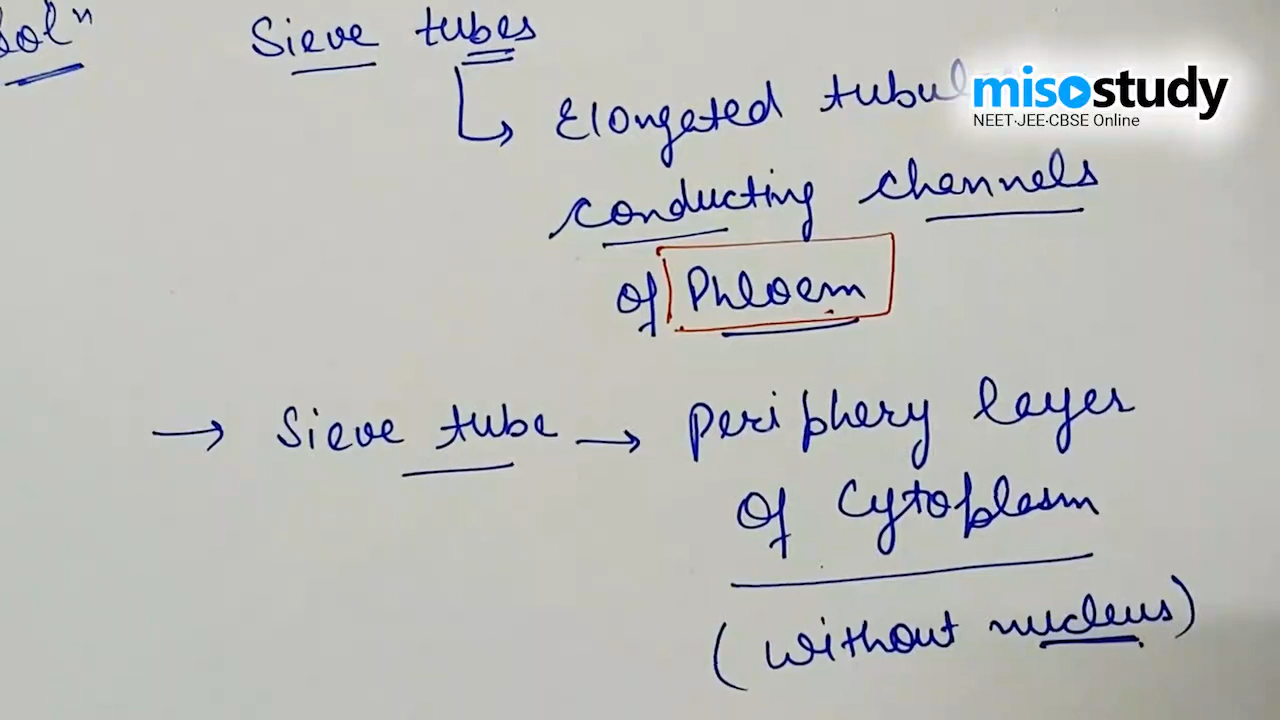 Solⁿ Sieve tubes
↳ Elongated tubular
conducting channels
of Phloem
→ Sieve tube → Periphery layer
of Cytoplasm
(without nucleus)
misostudy
NEET·JEE·CBSE Online